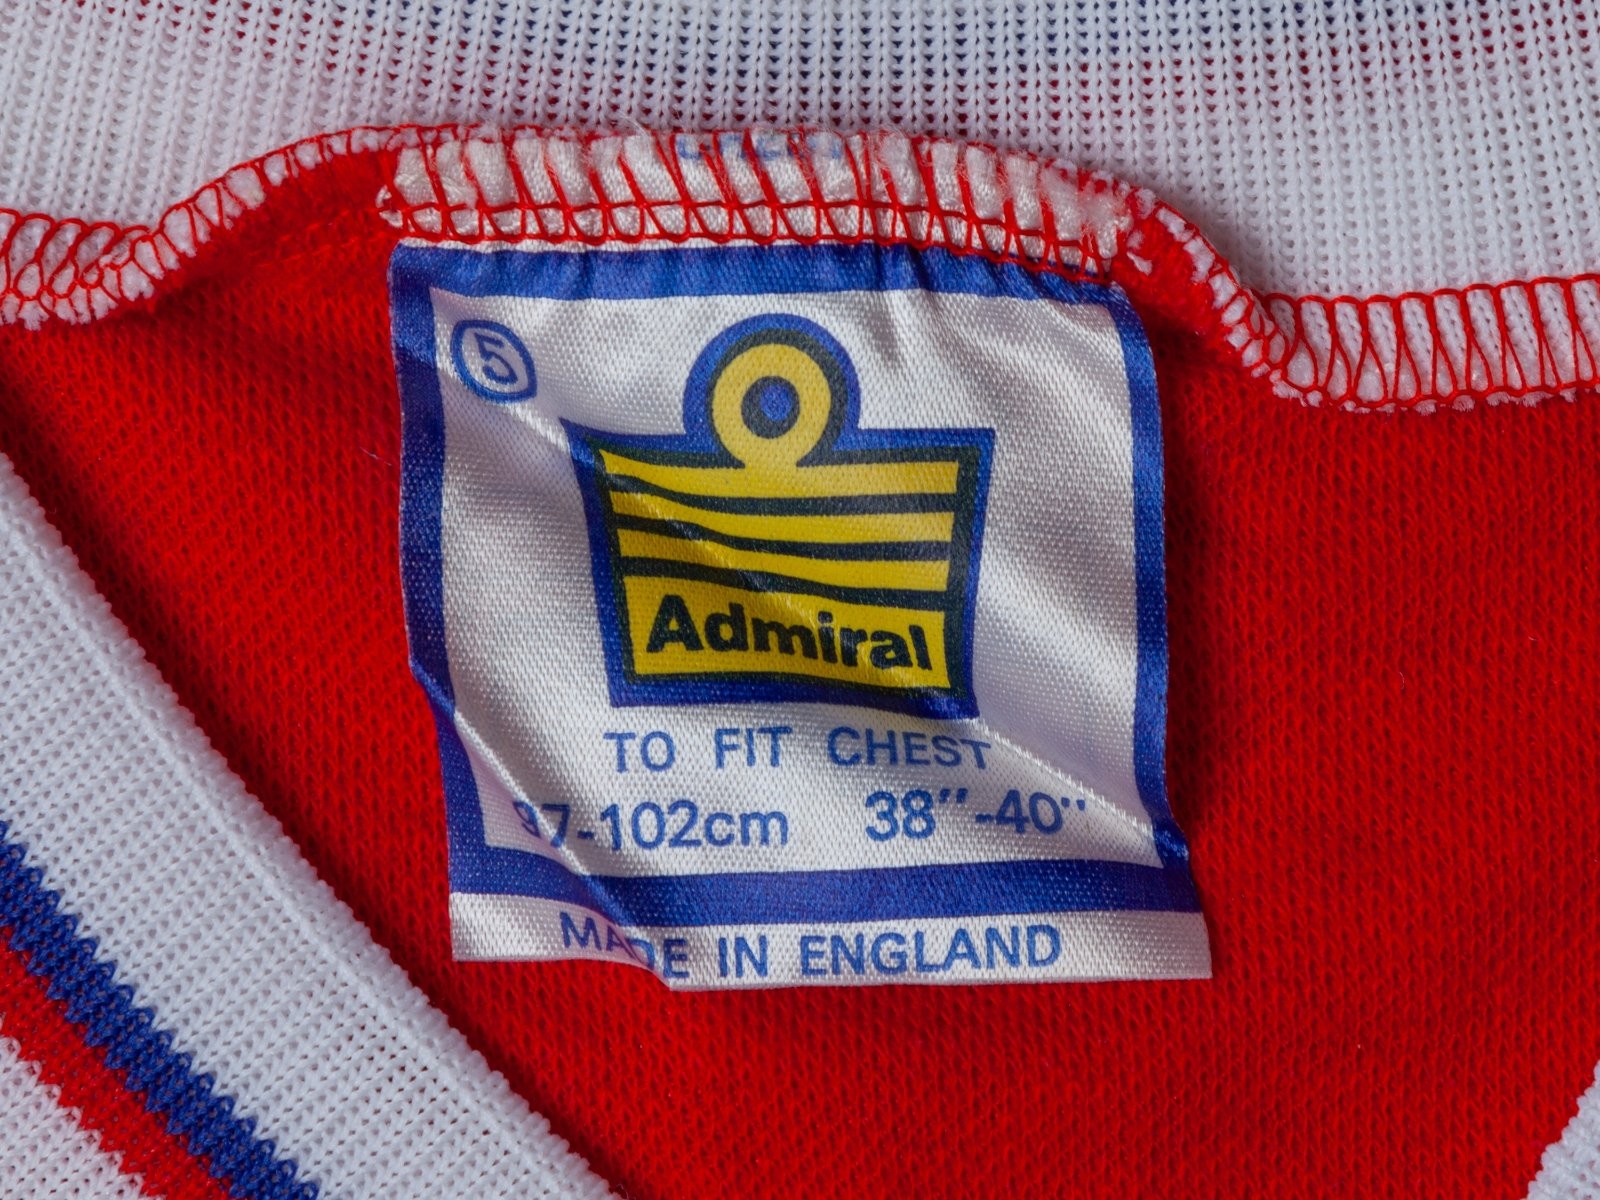 5
Admiral
TO FIT CHEST
97-102cm 38"-40"
MADE IN ENGLAND